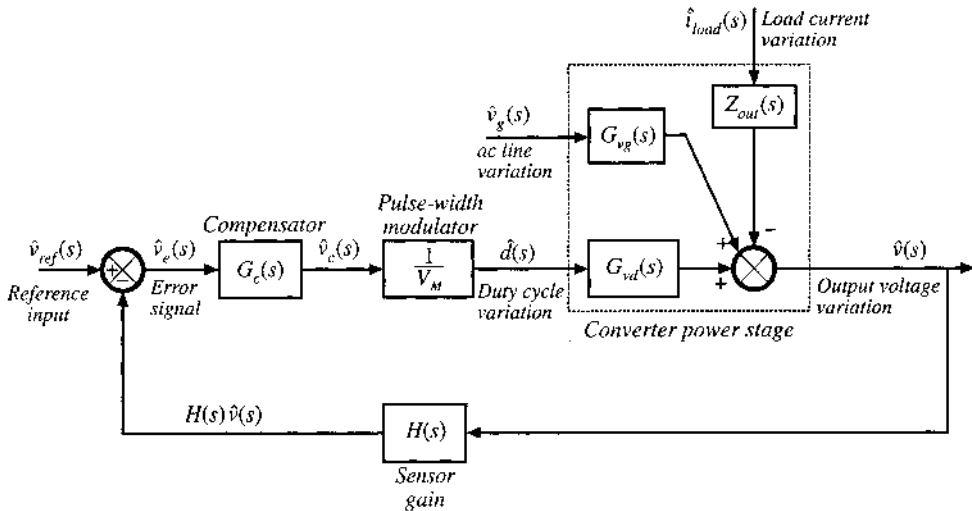 î_load(s)
Load current
variation
Z_out(s)
v̂_g(s)
ac line
variation
G_vg(s)
Pulse-width
modulator
Compensator
v̂_ref(s)
Reference
input
+
−
v̂_e(s)
Error
signal
G_c(s)
v̂_c(s)
1
V_M
d̂(s)
Duty cycle
variation
G_vd(s)
+
−
+
v̂(s)
Output voltage
variation
Converter power stage
H(s) v̂(s)
H(s)
Sensor
gain